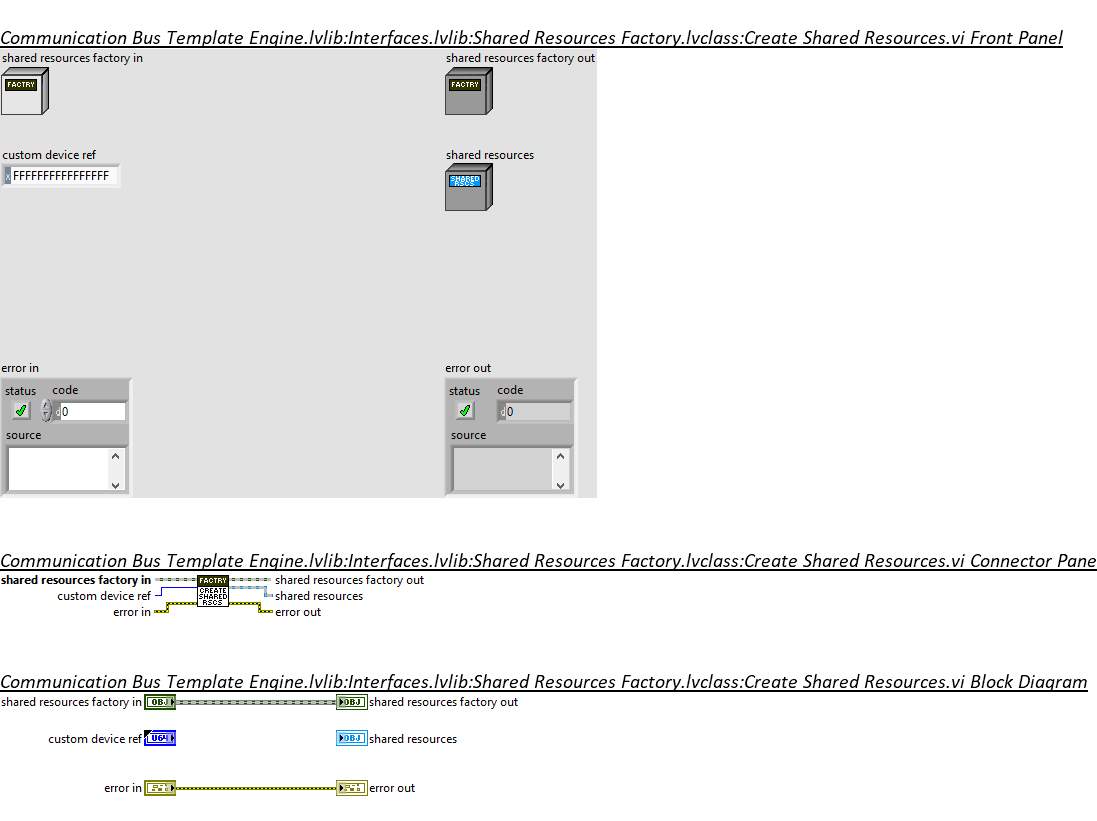 Communication Bus Template Engine.lvlib:Interfaces.lvlib:Shared Resources Factory.lvclass:Create Shared Resources.vi Front Panel
shared resources factory in
shared resources factory out
FACTRY
FACTRY
custom device ref
shared resources
x FFFFFFFFFFFFFFFF
SHARED
RSCS
error in
error out
status code
status code
d 0
d 0
source
source
Communication Bus Template Engine.lvlib:Interfaces.lvlib:Shared Resources Factory.lvclass:Create Shared Resources.vi Connector Pane
shared resources factory in
FACTRY
shared resources factory out
custom device ref
CREATE
SHARED
RSCS
shared resources
error in
error out
Communication Bus Template Engine.lvlib:Interfaces.lvlib:Shared Resources Factory.lvclass:Create Shared Resources.vi Block Diagram
shared resources factory in OBJ
OBJ shared resources factory out
custom device ref U64
OBJ shared resources
error in
error out